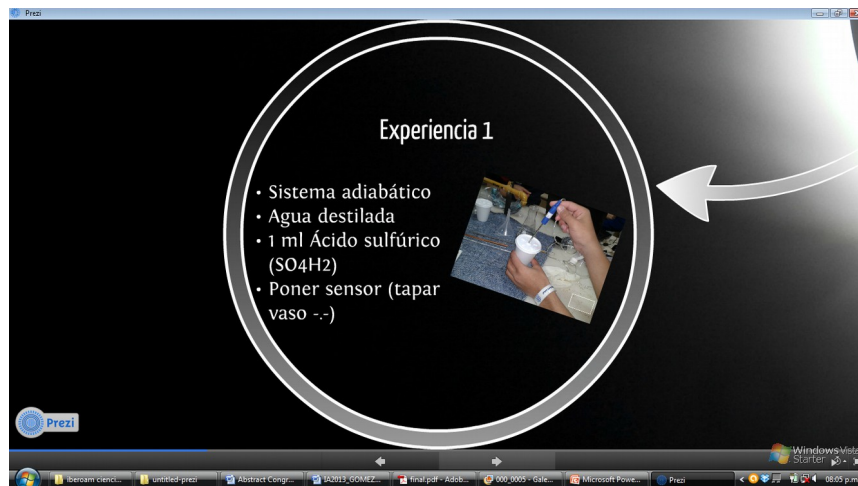 Prezi
Experiencia 1
• Sistema adiabático
• Agua destilada
• 1 ml Ácido sulfúrico
(SO4H2)
• Poner sensor (tapar
vaso -.-)
Prezi
Windows Vista
Starter
iberoam cienci...
untitled-prezi
Abstract Congr...
IA2013_GOMEZ...
final.pdf - Adob...
000_0005 - Gale...
Microsoft Powe...
Prezi
08:05 p.m.